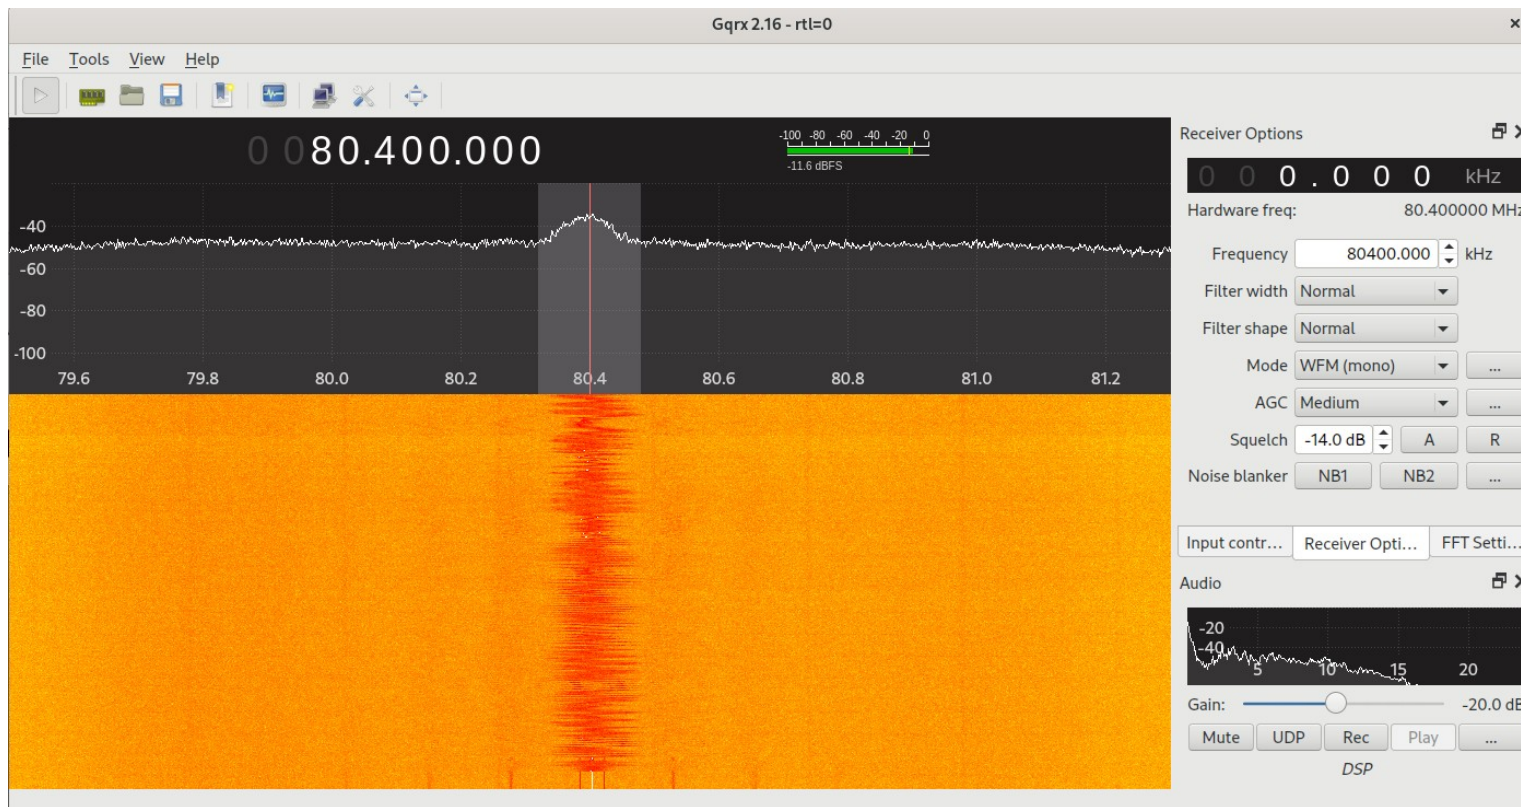 Gqrx 2.16 - rtl=0
File Tools View Help
0 080.400.000
-100 -80 -60 -40 -20 0
-11.6 dBFS
-40
-60
-80
-100
79.6 79.8 80.0 80.2 80.4 80.6 80.8 81.0 81.2
Receiver Options
0 0 0 . 0 0 0 kHz
Hardware freq: 80.400000 MHz
Frequency 80400.000 kHz
Filter width Normal
Filter shape Normal
Mode WFM (mono) ...
AGC Medium ...
Squelch -14.0 dB A R
Noise blanker NB1 NB2 ...
Input contr... Receiver Opti... FFT Setti...
Audio
-20
-40
5 10 15 20
Gain: -20.0 dB
Mute UDP Rec Play ...
DSP